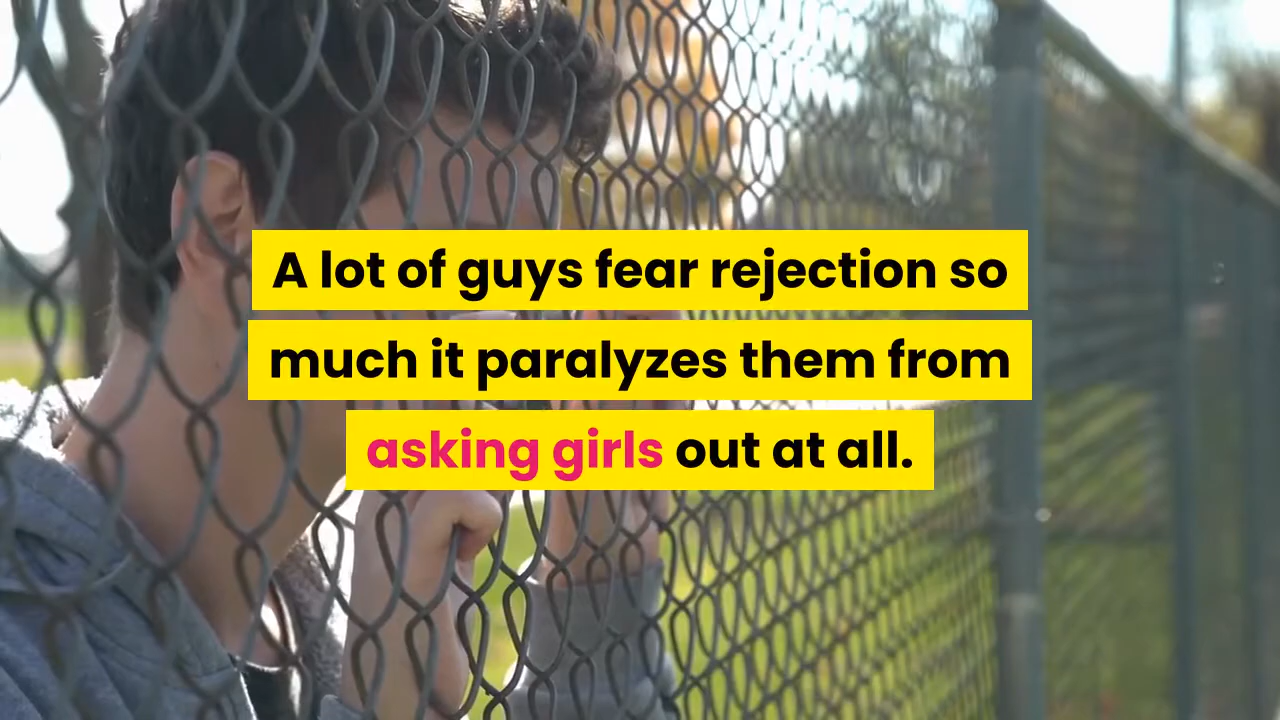 A lot of guys fear rejection so
much it paralyzes them from
asking girls out at all.